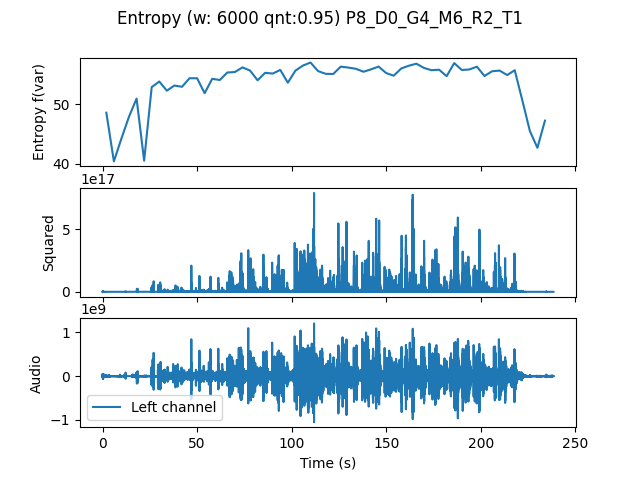 Entropy (w: 6000 qnt:0.95) P8_D0_G4_M6_R2_T1
Entropy f(var)
50
40
1e17
Squared
5
0
1e9
Audio
1
0
−1
Left channel
0
50
100
150
200
250
Time (s)